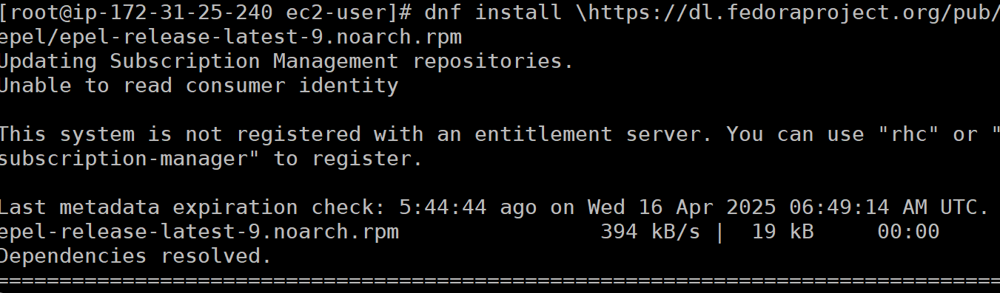 [root@ip-172-31-25-240 ec2-user]# dnf install \https://dl.fedoraproject.org/pub/
epel/epel-release-latest-9.noarch.rpm
Updating Subscription Management repositories.
Unable to read consumer identity
This system is not registered with an entitlement server. You can use "rhc" or "
subscription-manager" to register.
Last metadata expiration check: 5:44:44 ago on Wed 16 Apr 2025 06:49:14 AM UTC.
epel-release-latest-9.noarch.rpm                394 kB/s |  19 kB     00:00
Dependencies resolved.
================================================================================